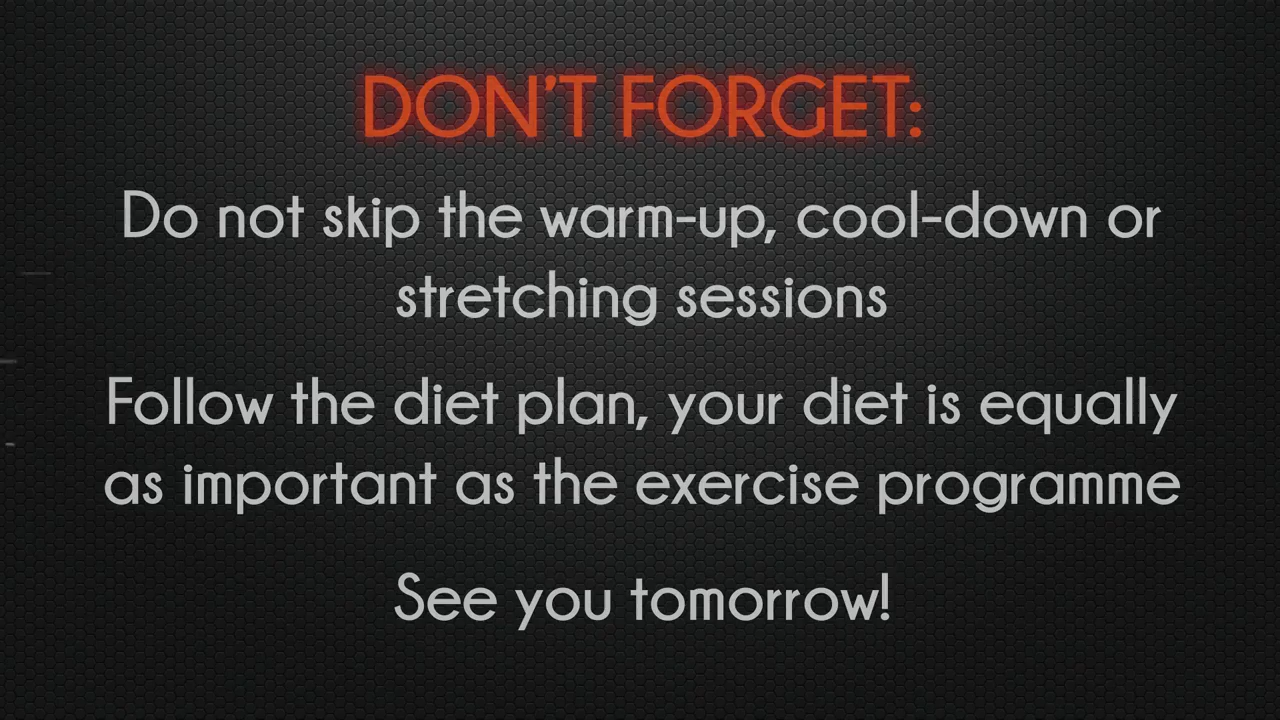 DON'T FORGET:
Do not skip the warm-up, cool-down or
stretching sessions
Follow the diet plan, your diet is equally
as important as the exercise programme
See you tomorrow!